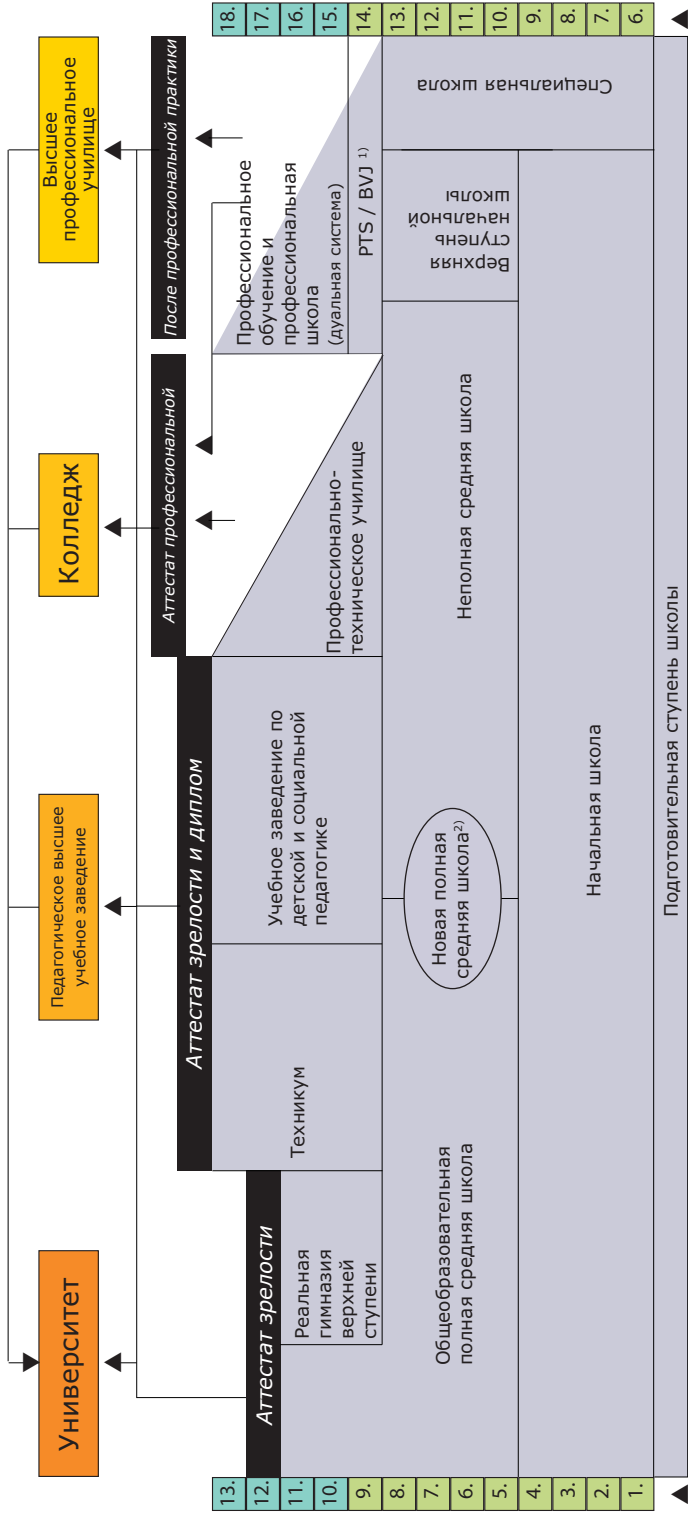 Университет
Педагогическое высшее
учебное заведение
Колледж
Высшее
профессиональное
училище
Аттестат зрелости
Аттестат зрелости и диплом
Аттестат профессиональной
После профессиональной практики
13.
12.
11.
10.
9.
8.
7.
6.
5.
4.
3.
2.
1.
Реальная
гимназия
верхней
ступени
Техникум
Учебное заведение по
детской и социальной
педагогике
Профессионально-
техническое училище
Профессиональное
обучение и
профессиональная
школа
(дуальная система)
PTS / BVJ 1)
Общеобразовательная
полная средняя школа
Новая полная
средняя школа2)
Неполная средняя школа
Верхняя
ступень
начальной
школы
Специальная школа
Начальная школа
Подготовительная ступень школы
18.
17.
16.
15.
14.
13.
12.
11.
10.
9.
8.
7.
6.